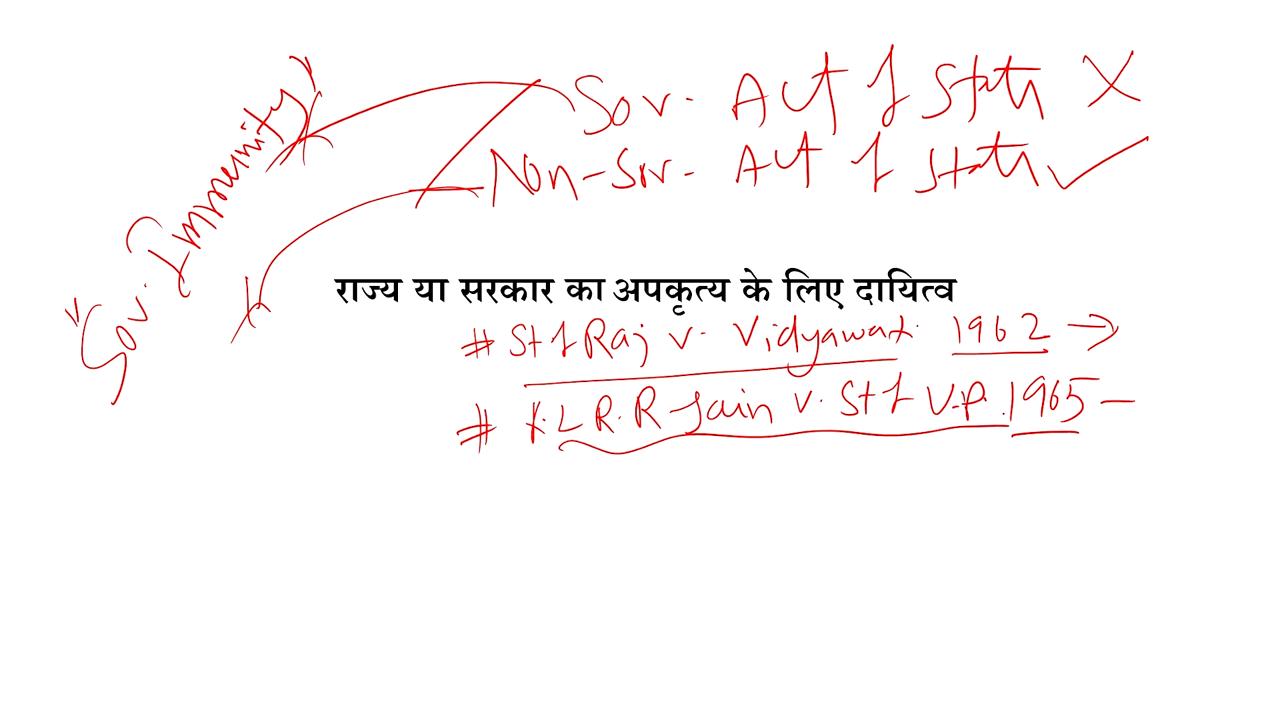 Sov. Act of State X
Non-Sov. Act of State ✓
"Sov. Immunity"
राज्य या सरकार का अपकृत्य के लिए दायित्व
# St of Raj v. Vidyawati 1962 →
# K.L R.R Jain v. St of U.P. 1965 –